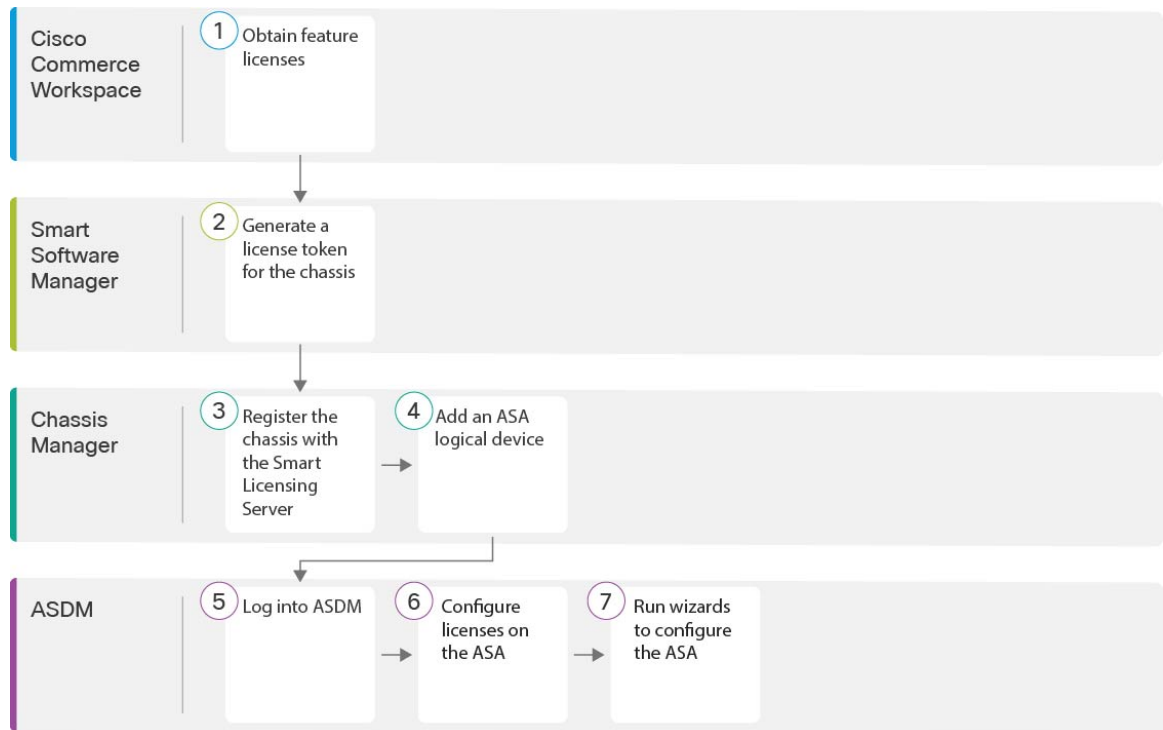 Cisco
Commerce
Workspace
1
Obtain feature
licenses
Smart
Software
Manager
2
Generate a
license token
for the chassis
Chassis
Manager
3
Register the
chassis with
the Smart
Licensing
Server
4
Add an ASA
logical device
ASDM
5
Log into ASDM
6
Configure
licenses on
the ASA
7
Run wizards
to configure
the ASA